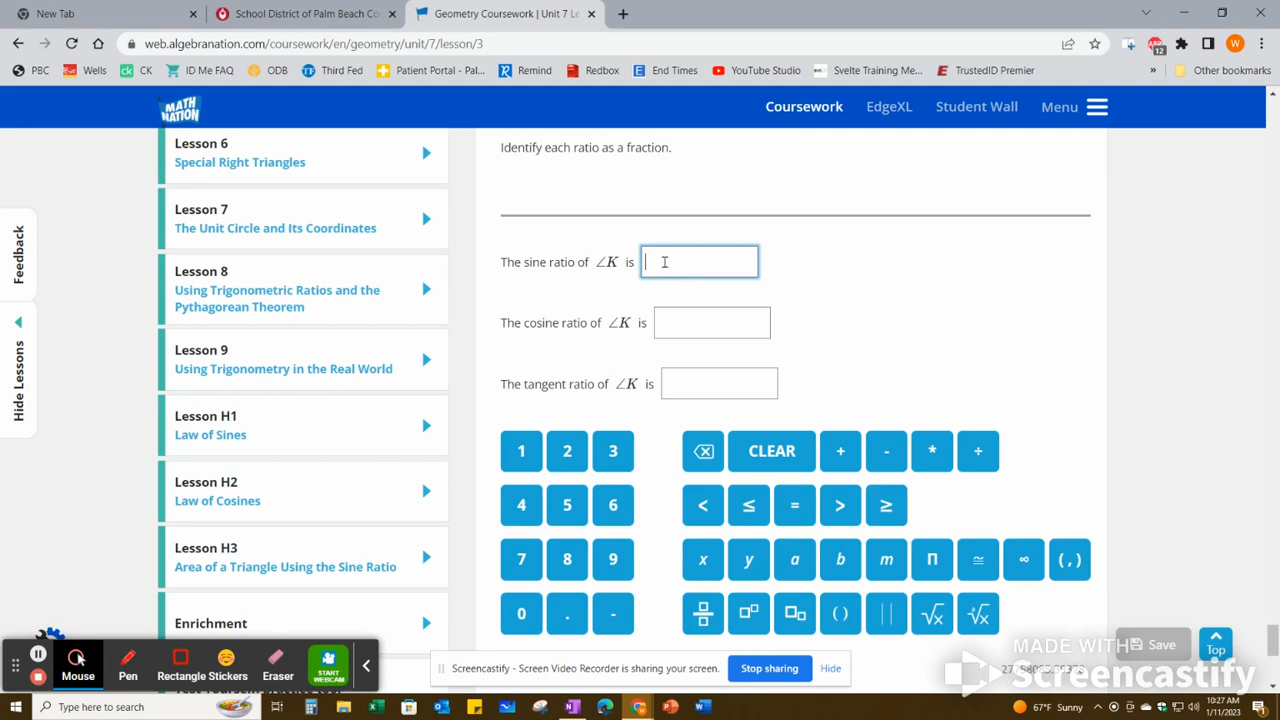 New Tab
School District of Palm Beach Co
Geometry Coursework | Unit 7 Le
web.algebranation.com/coursework/en/geometry/unit/7/lesson/3
12
W
PBC
Wells
CK
ID Me FAQ
ODB
Third Fed
Patient Portal - Pal...
Remind
Redbox
End Times
YouTube Studio
Svelte Training Me...
TrustedID Premier
»
Other bookmarks
MATH NATION
Coursework
EdgeXL
Student Wall
Menu
Feedback
Hide Lessons
Lesson 6
Special Right Triangles
Lesson 7
The Unit Circle and Its Coordinates
Lesson 8
Using Trigonometric Ratios and the
Pythagorean Theorem
Lesson 9
Using Trigonometry in the Real World
Lesson H1
Law of Sines
Lesson H2
Law of Cosines
Lesson H3
Area of a Triangle Using the Sine Ratio
Enrichment
Identify each ratio as a fraction.
The sine ratio of ∠K is
The cosine ratio of ∠K is
The tangent ratio of ∠K is
1 2 3 CLEAR + - * +
4 5 6 < ≤ = > ≥
7 8 9 x y a b m Π ≅ ∞ (,)
0 . - ( ) | | √x
Save
Top
Mouse
Pen
Rectangle
Stickers
Eraser
START WEBCAM
Screencastify - Screen Video Recorder is sharing your screen.
Stop sharing
Hide
MADE WITH
Screencastify
Type here to search
67°F Sunny
10:27 AM
1/11/2023